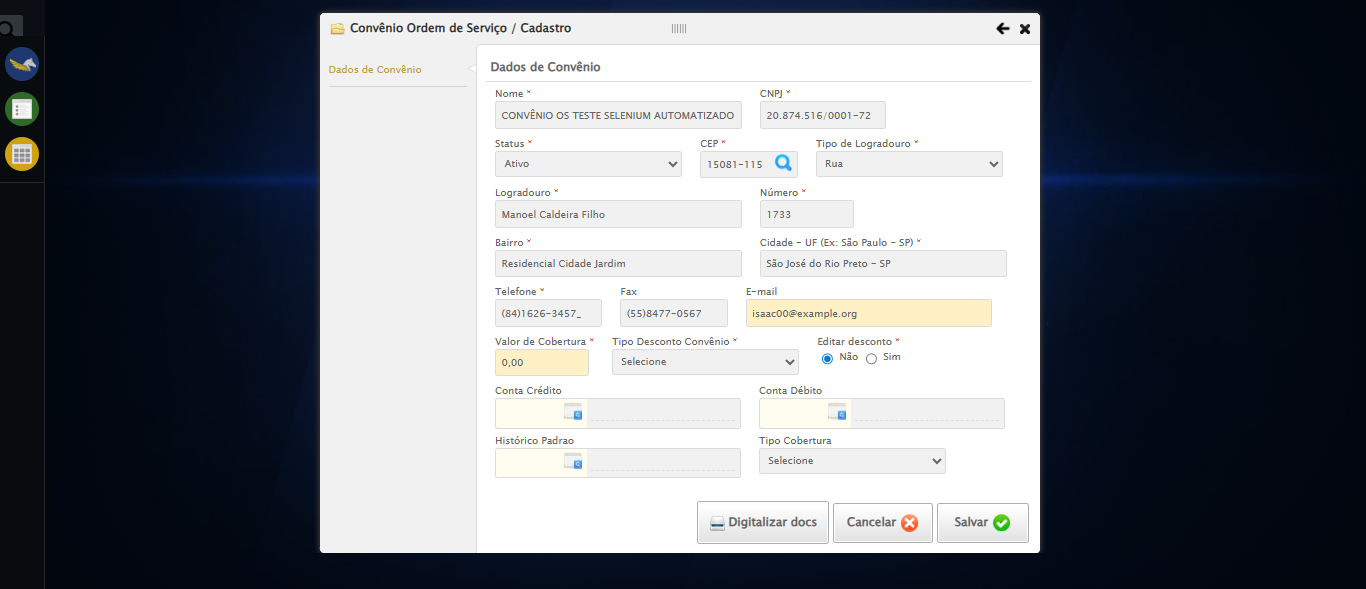 Convênio Ordem de Serviço / Cadastro
Dados de Convênio
Dados de Convênio
Nome * CNPJ *
CONVÊNIO OS TESTE SELENIUM AUTOMATIZADO 20.874.516/0001-72
Status * CEP * Tipo de Logradouro *
Ativo 15081-115 Rua
Logradouro * Número *
Manoel Caldeira Filho 1733
Bairro * Cidade - UF (Ex: São Paulo - SP) *
Residencial Cidade Jardim São José do Rio Preto - SP
Telefone * Fax E-mail
(84)1626-3457_ (55)8477-0567 isaac00@example.org
Valor de Cobertura * Tipo Desconto Convênio * Editar desconto *
0,00 Selecione Não Sim
Conta Crédito Conta Débito
Histórico Padrao Tipo Cobertura
Selecione
Digitalizar docs Cancelar Salvar